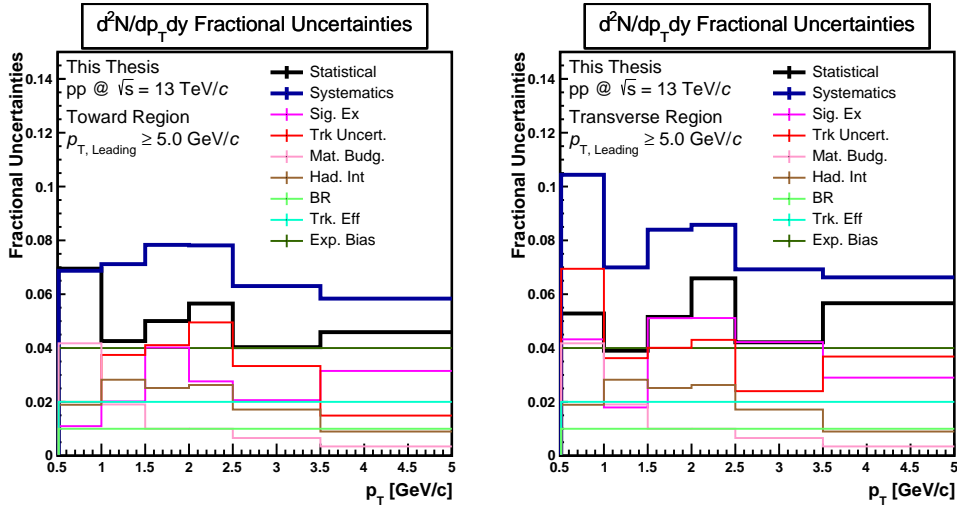 d²N/dp_Tdy Fractional Uncertainties
Fractional Uncertainties
0.14
0.12
0.1
0.08
0.06
0.04
0.02
0
This Thesis
pp @ √s = 13 TeV/c
Toward Region
p_T, Leading ≥ 5.0 GeV/c
Statistical
Systematics
Sig. Ex
Trk Uncert.
Mat. Budg.
Had. Int
BR
Trk. Eff
Exp. Bias
0.5 1 1.5 2 2.5 3 3.5 4 4.5 5
p_T [GeV/c]
d²N/dp_Tdy Fractional Uncertainties
Fractional Uncertainties
0.14
0.12
0.1
0.08
0.06
0.04
0.02
0
This Thesis
pp @ √s = 13 TeV/c
Transverse Region
p_T, Leading ≥ 5.0 GeV/c
Statistical
Systematics
Sig. Ex
Trk Uncert.
Mat. Budg.
Had. Int
BR
Trk. Eff
Exp. Bias
0.5 1 1.5 2 2.5 3 3.5 4 4.5 5
p_T [GeV/c]